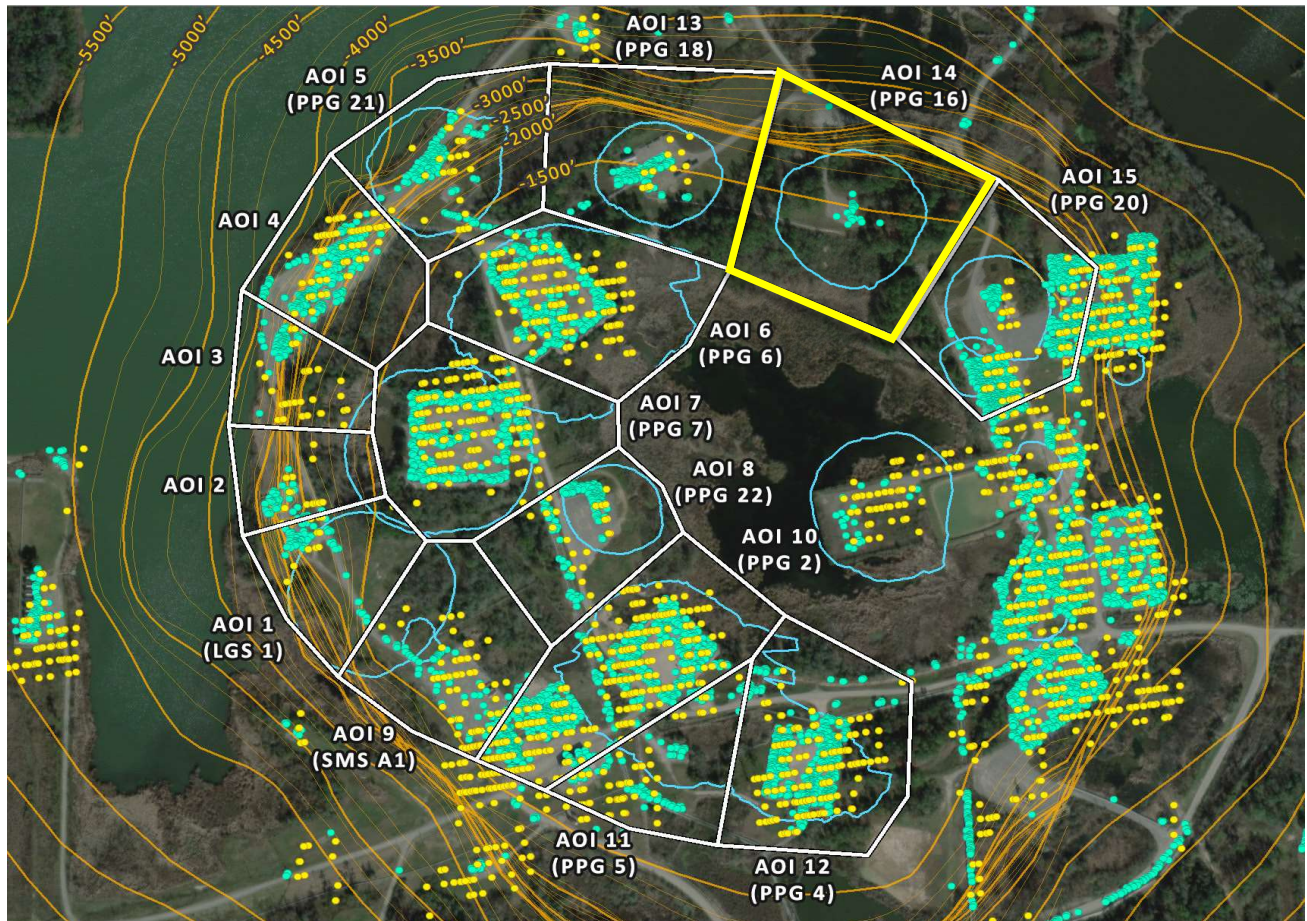 -5500'
-5000'
-4500'
-4000'
-3500'
-3000'
-2500'
-2000'
-1500'
AOI 13
(PPG 18)
AOI 14
(PPG 16)
AOI 5
(PPG 21)
AOI 15
(PPG 20)
AOI 4
AOI 3
AOI 6
(PPG 6)
AOI 7
(PPG 7)
AOI 2
AOI 8
(PPG 22)
AOI 10
(PPG 2)
AOI 1
(LGS 1)
AOI 9
(SMS A1)
AOI 11
(PPG 5)
AOI 12
(PPG 4)